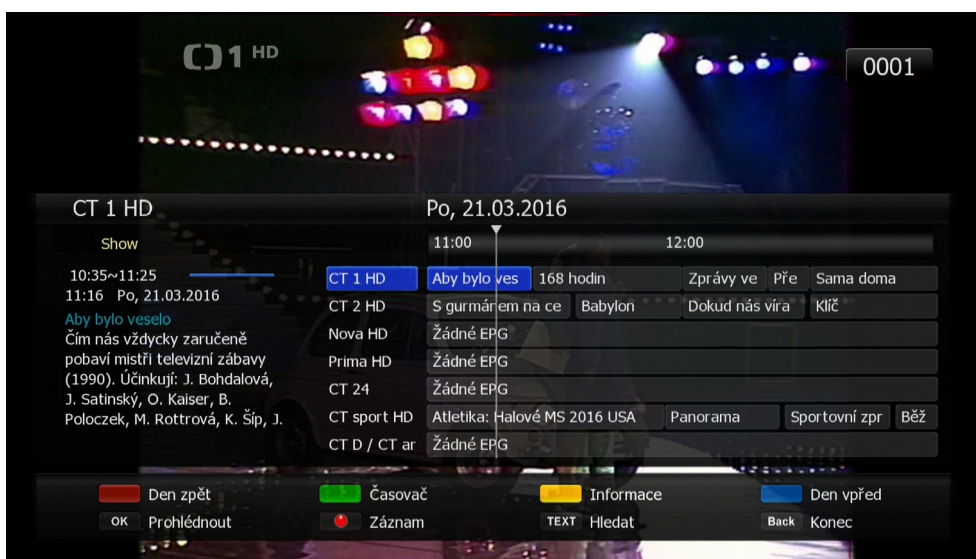 1 HD
0001
CT 1 HD Po, 21.03.2016
Show 11:00 12:00
10:35~11:25
11:16 Po, 21.03.2016
Aby bylo veselo
Čím nás vždycky zaručeně
pobaví mistři televizní zábavy
(1990). Účinkují: J. Bohdalová,
J. Satinský, O. Kaiser, B.
Poloczek, M. Rottrová, K. Šíp, J.
CT 1 HD Aby bylo ves 168 hodin Zprávy ve Pře Sama doma
CT 2 HD S gurmánem na ce Babylon Dokud nás víra Klíč
Nova HD Žádné EPG
Prima HD Žádné EPG
CT 24 Žádné EPG
CT sport HD Atletika: Halové MS 2016 USA Panorama Sportovní zpr Běž
CT D / CT ar Žádné EPG
Den zpět Časovač Informace Den vpřed
OK Prohlédnout Záznam TEXT Hledat Back Konec